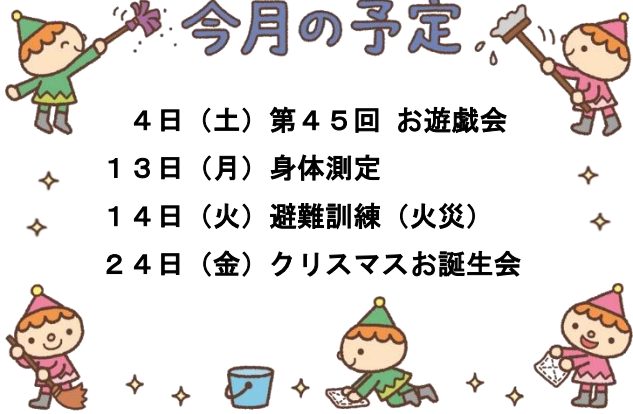 今月の予定
４日（土）第４５回 お遊戯会
１３日（月）身体測定
１４日（火）避難訓練（火災）
２４日（金）クリスマスお誕生会